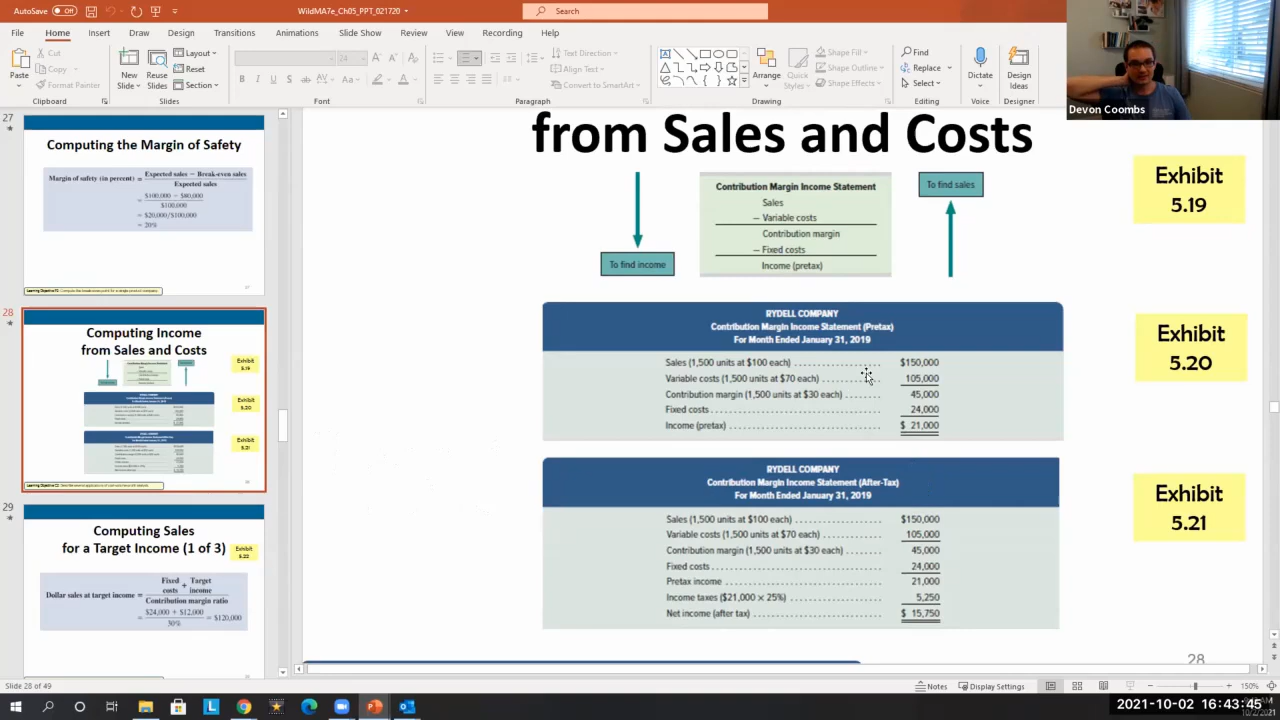 AutoSave Off
WildMA7e_Ch05_PPT_021720
Search
File Home Insert Draw Design Transitions Animations Slide Show Review View Recording Help
Paste
Cut
Copy
Format Painter
Clipboard
New Slide
Reuse Slides
Layout
Reset
Section
Slides
Font
Paragraph
Text Direction
Align Text
Convert to SmartArt
Arrange
Quick Styles
Shape Fill
Shape Outline
Shape Effects
Drawing
Find
Replace
Select
Editing
Dictate
Voice
Design Ideas
Designer
Devon Coombs
27
Computing the Margin of Safety
Margin of safety (in percent) = Expected sales − Break-even sales
Expected sales
= $100,000 − $80,000
$100,000
= $20,000/$100,000
= 20%
28
Computing Income
from Sales and Costs
Exhibit 5.19
Exhibit 5.20
Exhibit 5.21
29
Computing Sales
for a Target Income (1 of 3)
Exhibit 5.22
Dollar sales at target income = Fixed costs + Target income
Contribution margin ratio
= $24,000 + $12,000 = $120,000
30%
from Sales and Costs
To find income
Contribution Margin Income Statement
Sales
− Variable costs
Contribution margin
− Fixed costs
Income (pretax)
To find sales
Exhibit
5.19
RYDELL COMPANY
Contribution Margin Income Statement (Pretax)
For Month Ended January 31, 2019
Sales (1,500 units at $100 each) .................... $150,000
Variable costs (1,500 units at $70 each) .............. 105,000
Contribution margin (1,500 units at $30 each) ........ 45,000
Fixed costs .................... 24,000
Income (pretax) .................... $ 21,000
Exhibit
5.20
RYDELL COMPANY
Contribution Margin Income Statement (After-Tax)
For Month Ended January 31, 2019
Sales (1,500 units at $100 each) .................... $150,000
Variable costs (1,500 units at $70 each) .............. 105,000
Contribution margin (1,500 units at $30 each) ........ 45,000
Fixed costs .................... 24,000
Pretax income .................... 21,000
Income taxes ($21,000 × 25%) .................... 5,250
Net income (after tax) .................... $ 15,750
Exhibit
5.21
28
Slide 28 of 49
Notes
Display Settings
150%
2021-10-02 16:43:45